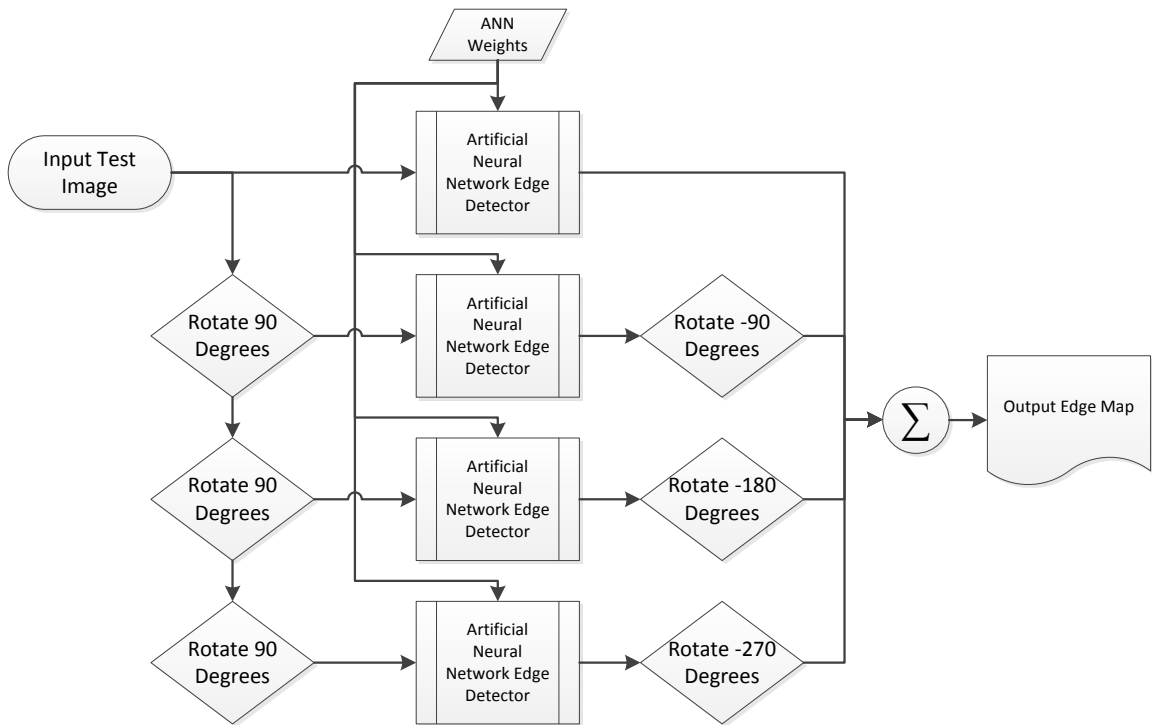 ANN
Weights
Input Test
Image
Artificial
Neural
Network Edge
Detector
Rotate 90
Degrees
Artificial
Neural
Network Edge
Detector
Rotate -90
Degrees
∑
Output Edge Map
Rotate 90
Degrees
Artificial
Neural
Network Edge
Detector
Rotate -180
Degrees
Rotate 90
Degrees
Artificial
Neural
Network Edge
Detector
Rotate -270
Degrees